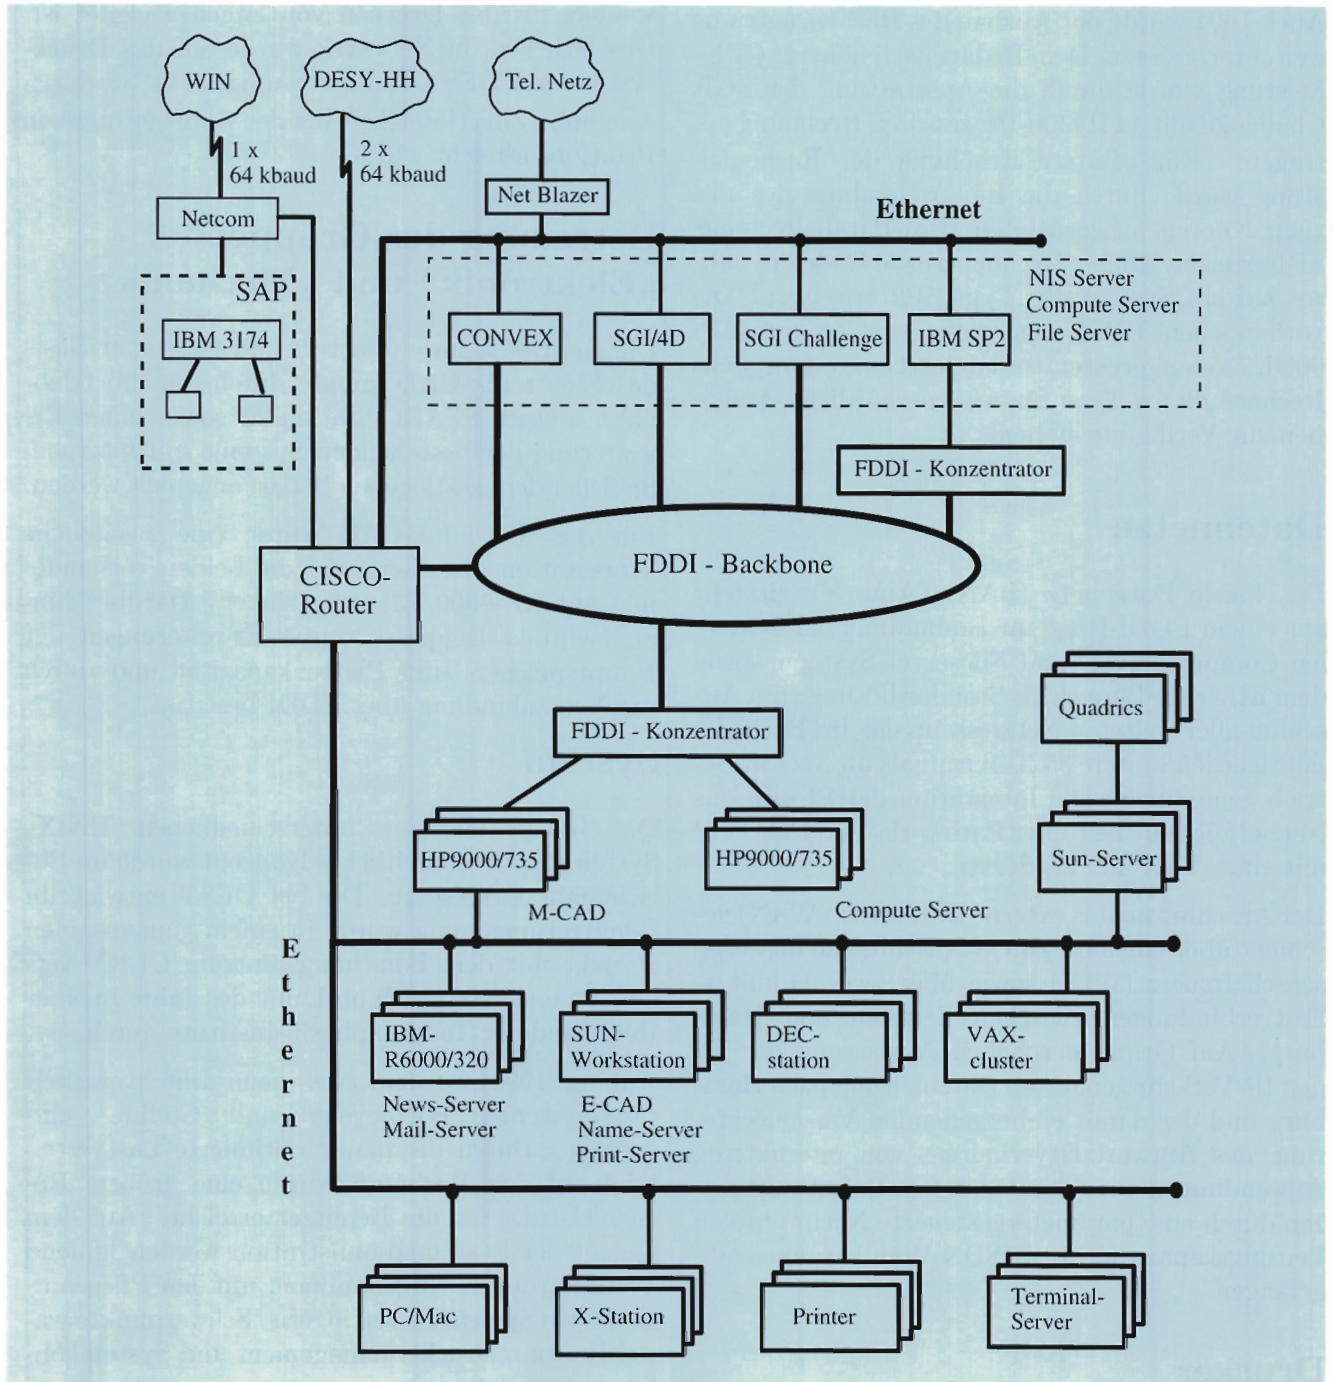 WIN
DESY-HH
Tel. Netz
1 x
64 kbaud
2 x
64 kbaud
Net Blazer
Netcom
Ethernet
SAP
IBM 3174
NIS Server
Compute Server
File Server
CONVEX
SGI/4D
SGI Challenge
IBM SP2
FDDI - Konzentrator
FDDI - Backbone
CISCO-
Router
FDDI - Konzentrator
Quadrics
HP9000/735
HP9000/735
Sun-Server
M-CAD
Compute Server
Ethernet
IBM-
R6000/320
SUN-
Workstation
DEC-
station
VAX-
cluster
News-Server
Mail-Server
E-CAD
Name-Server
Print-Server
PC/Mac
X-Station
Printer
Terminal-
Server